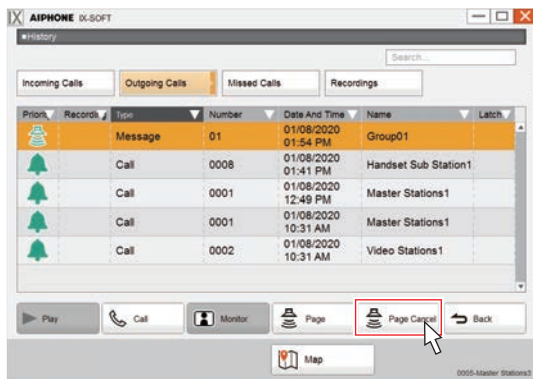 AIPHONE IX-SOFT
■History
Search...
Incoming Calls Outgoing Calls Missed Calls Recordings
Type Number Date And Time Name Latch
Message 01 01/08/2020 01:54 PM Group01
Call 0008 01/08/2020 01:41 PM Handset Sub Station1
Call 0001 01/08/2020 12:49 PM Master Stations1
Call 0001 01/08/2020 10:31 AM Master Stations1
Call 0002 01/08/2020 10:31 AM Video Stations1
Play Call Monitor Page Page Cancel Back
Map
0005-Master Stations3